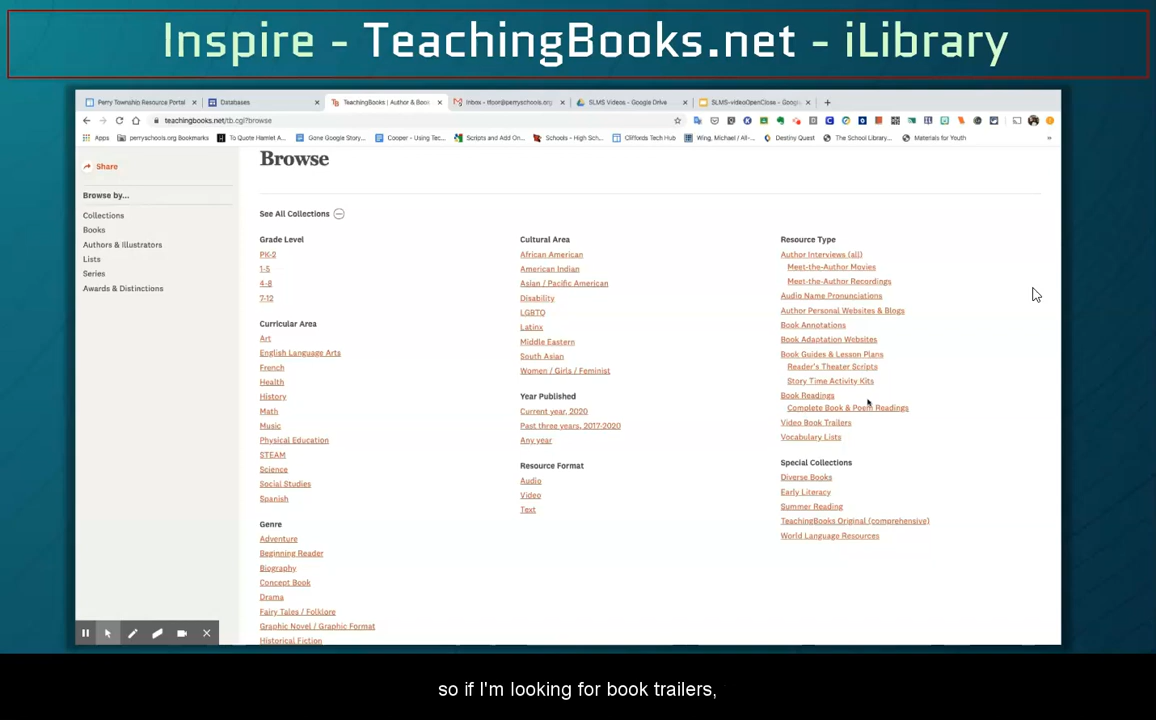 Inspire - TeachingBooks.net - iLibrary
Perry Township Resource Portal
Databases
TeachingBooks | Author & Boo
Inbox - tfoon@perryschools.org
SLMS Videos - Google Drive
SLMS-videoOpenClose - Goog
teachingbooks.net/tb.cgi?browse
Apps
perryschools.org Bookmarks
To Quote Hamlet A...
Gone Google Story...
Cooper - Using Tec...
Scripts and Add On...
Schools - High Sch...
Cliffords Tech Hub
Wing, Michael / All-...
Destiny Quest
The School Library...
Materials for Youth
Share
Browse by...
Collections
Books
Authors & Illustrators
Lists
Series
Awards & Distinctions
Browse
See All Collections
Grade Level
PK-2
1-5
4-8
7-12
Curricular Area
Art
English Language Arts
French
Health
History
Math
Music
Physical Education
STEAM
Science
Social Studies
Spanish
Genre
Adventure
Beginning Reader
Biography
Concept Book
Drama
Fairy Tales / Folklore
Graphic Novel / Graphic Format
Historical Fiction
Cultural Area
African American
American Indian
Asian / Pacific American
Disability
LGBTQ
Latinx
Middle Eastern
South Asian
Women / Girls / Feminist
Year Published
Current year, 2020
Past three years, 2017-2020
Any year
Resource Format
Audio
Video
Text
Resource Type
Author Interviews (all)
Meet-the-Author Movies
Meet-the-Author Recordings
Audio Name Pronunciations
Author Personal Websites & Blogs
Book Annotations
Book Adaptation Websites
Book Guides & Lesson Plans
Reader's Theater Scripts
Story Time Activity Kits
Book Readings
Complete Book & Poem Readings
Video Book Trailers
Vocabulary Lists
Special Collections
Diverse Books
Early Literacy
Summer Reading
TeachingBooks Original (comprehensive)
World Language Resources
so if I'm looking for book trailers,